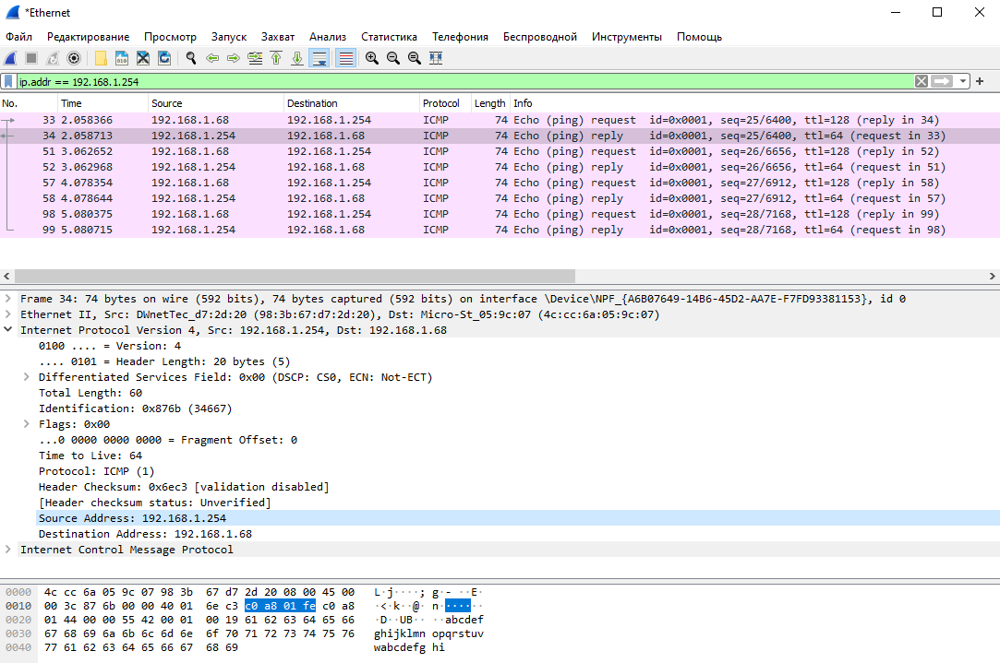 *Ethernet
Файл Редактирование Просмотр Запуск Захват Анализ Статистика Телефония Беспроводной Инструменты Помощь
ip.addr == 192.168.1.254
No. Time Source Destination Protocol Length Info
33 2.058366 192.168.1.68 192.168.1.254 ICMP 74 Echo (ping) request id=0x0001, seq=25/6400, ttl=128 (reply in 34)
34 2.058713 192.168.1.254 192.168.1.68 ICMP 74 Echo (ping) reply id=0x0001, seq=25/6400, ttl=64 (request in 33)
51 3.062652 192.168.1.68 192.168.1.254 ICMP 74 Echo (ping) request id=0x0001, seq=26/6656, ttl=128 (reply in 52)
52 3.062968 192.168.1.254 192.168.1.68 ICMP 74 Echo (ping) reply id=0x0001, seq=26/6656, ttl=64 (request in 51)
57 4.078354 192.168.1.68 192.168.1.254 ICMP 74 Echo (ping) request id=0x0001, seq=27/6912, ttl=128 (reply in 58)
58 4.078644 192.168.1.254 192.168.1.68 ICMP 74 Echo (ping) reply id=0x0001, seq=27/6912, ttl=64 (request in 57)
98 5.080375 192.168.1.68 192.168.1.254 ICMP 74 Echo (ping) request id=0x0001, seq=28/7168, ttl=128 (reply in 99)
99 5.080715 192.168.1.254 192.168.1.68 ICMP 74 Echo (ping) reply id=0x0001, seq=28/7168, ttl=64 (request in 98)
Frame 34: 74 bytes on wire (592 bits), 74 bytes captured (592 bits) on interface \Device\NPF_{A6B07649-14B6-45D2-AA7E-F7FD93381153}, id 0
Ethernet II, Src: DWnetTec_d7:2d:20 (98:3b:67:d7:2d:20), Dst: Micro-St_05:9c:07 (4c:cc:6a:05:9c:07)
Internet Protocol Version 4, Src: 192.168.1.254, Dst: 192.168.1.68
0100 .... = Version: 4
.... 0101 = Header Length: 20 bytes (5)
Differentiated Services Field: 0x00 (DSCP: CS0, ECN: Not-ECT)
Total Length: 60
Identification: 0x876b (34667)
Flags: 0x00
...0 0000 0000 0000 = Fragment Offset: 0
Time to Live: 64
Protocol: ICMP (1)
Header Checksum: 0x6ec3 [validation disabled]
[Header checksum status: Unverified]
Source Address: 192.168.1.254
Destination Address: 192.168.1.68
Internet Control Message Protocol
0000 4c cc 6a 05 9c 07 98 3b 67 d7 2d 20 08 00 45 00 L·j····; g·- ··E·
0010 00 3c 87 6b 00 00 40 01 6e c3 c0 a8 01 fe c0 a8 ·<·k··@· n·······
0020 01 44 00 00 55 42 00 01 00 19 61 62 63 64 65 66 ·D··UB·· ··abcdef
0030 67 68 69 6a 6b 6c 6d 6e 6f 70 71 72 73 74 75 76 ghijklmn opqrstuv
0040 77 61 62 63 64 65 66 67 68 69 wabcdefg hi